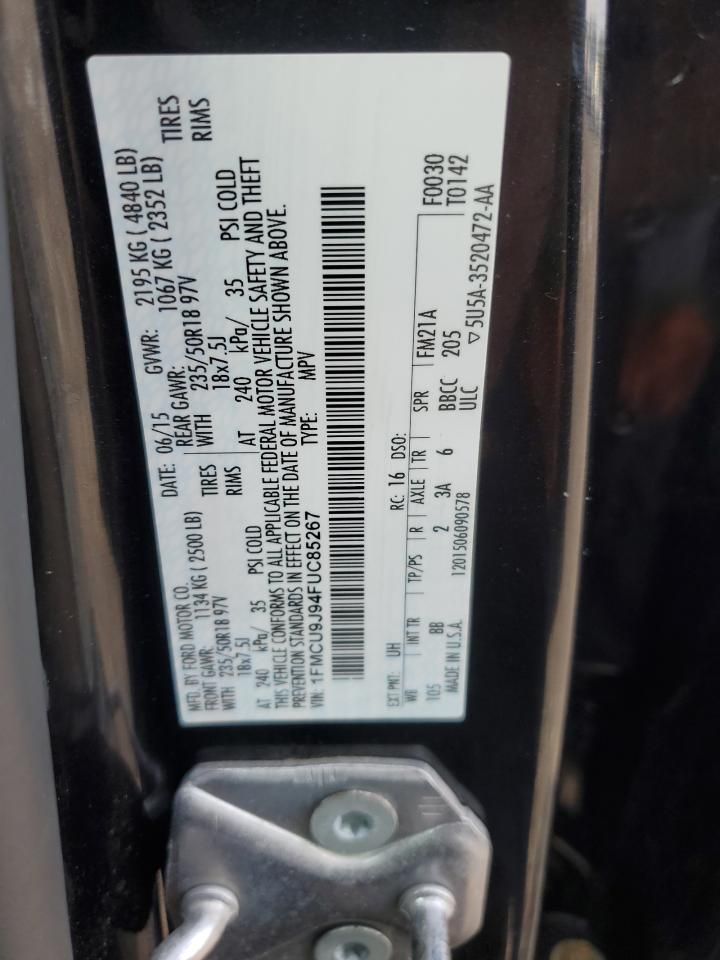 MFD. BY FORD MOTOR CO.
DATE: 06/15 GVWR: 2195 KG ( 4840 LB)
FRONT GAWR: 1134 KG ( 2500 LB)
REAR GAWR: 1067 KG ( 2352 LB)
WITH 235/50R18 97V TIRES
WITH 235/50R18 97V TIRES
18x7.5J RIMS
18x7.5J RIMS
AT 240 kPa/ 35 PSI COLD
AT 240 kPa/ 35 PSI COLD
THIS VEHICLE CONFORMS TO ALL APPLICABLE FEDERAL MOTOR VEHICLE SAFETY AND THEFT
PREVENTION STANDARDS IN EFFECT ON THE DATE OF MANUFACTURE SHOWN ABOVE.
VIN: 1FMCU9J94FUC85267
TYPE: MPV
EXT PNT: UH RC: 16 DSO: FM21A F0030
T0142
WB INT TR TP/PS R AXLE TR SPR
105 8B 2 3A 6 BBCC 205
ULC
MADE IN U.S.A. 1201506090578
▽5U5A-3520472-AA